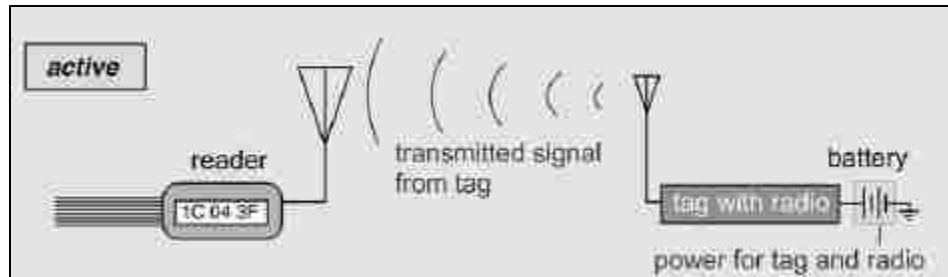 active
reader
1C 04 3F
transmitted signal
from tag
battery
tag with radio
power for tag and radio